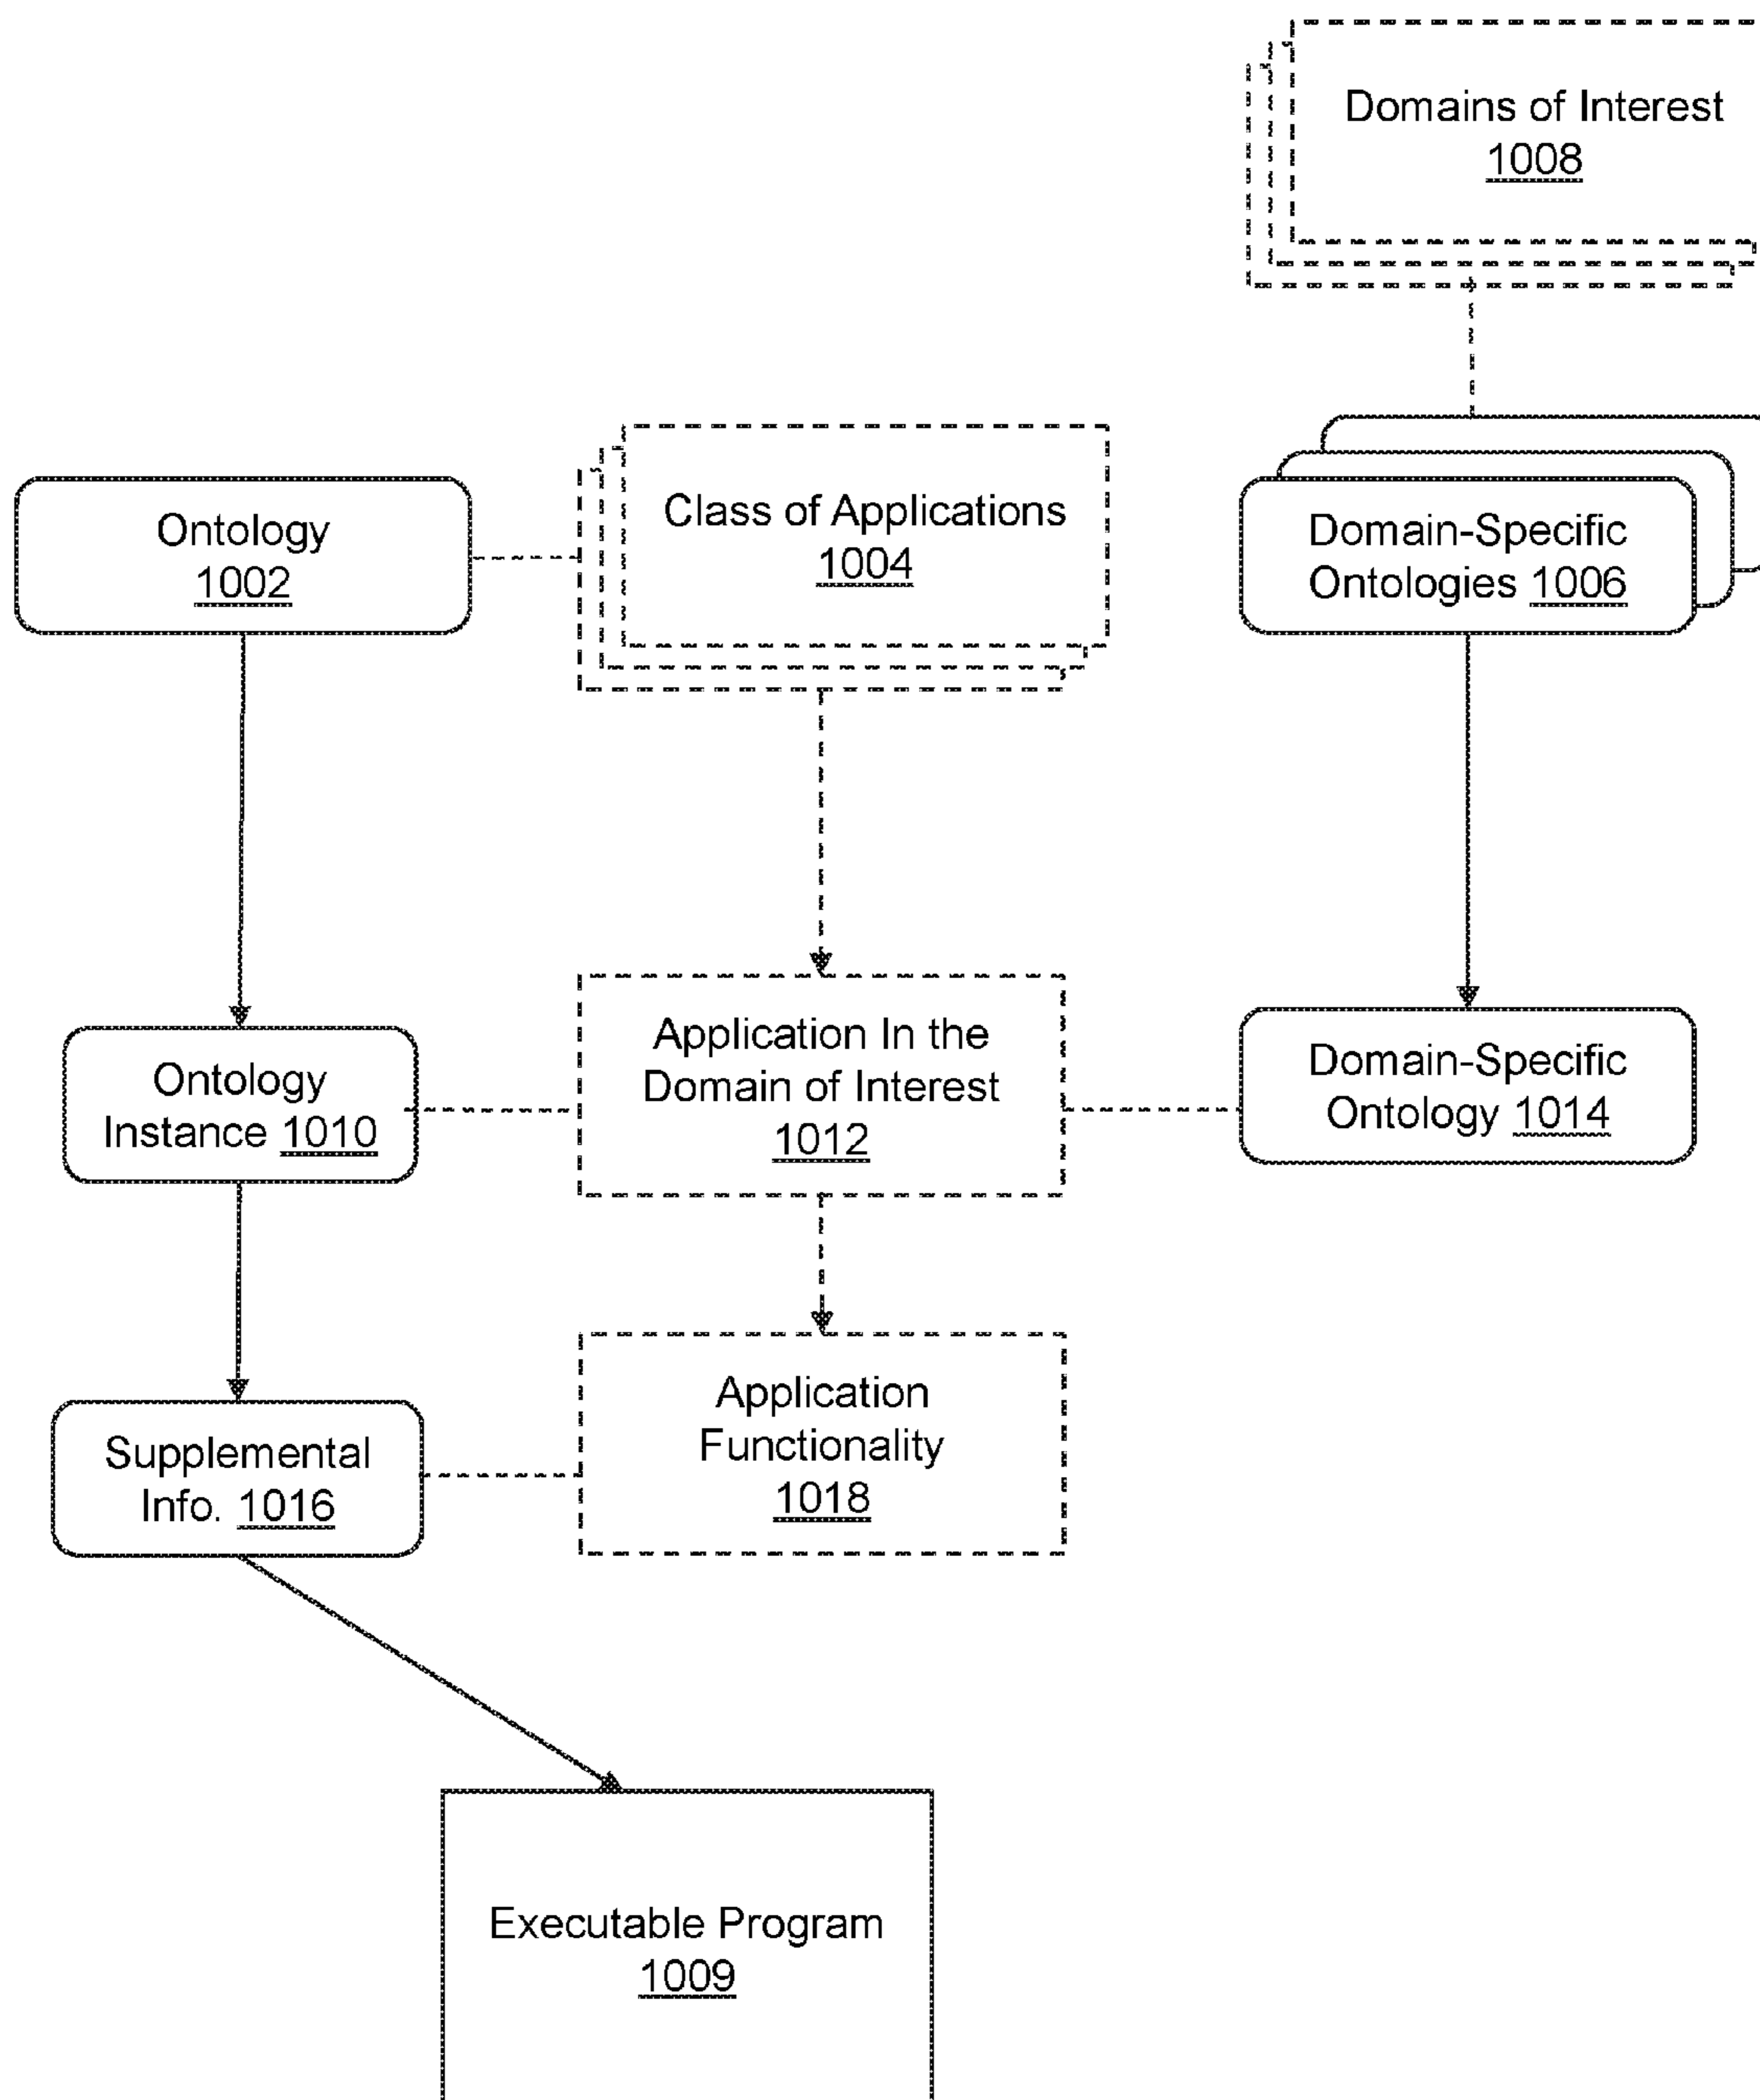 Domains of Interest
1008
Ontology
1002
Class of Applications
1004
Domain-Specific
Ontologies 1006
Ontology
Instance 1010
Application In the
Domain of Interest
1012
Domain-Specific
Ontology 1014
Supplemental
Info. 1016
Application
Functionality
1018
Executable Program
1009